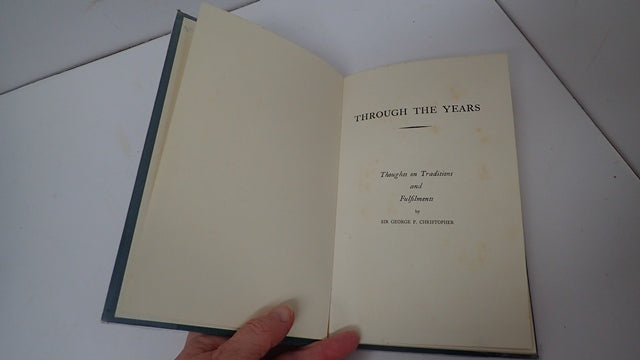 THROUGH THE YEARS
Thoughts on Traditions
and
Fulfilments
by
SIR GEORGE P. CHRISTOPHER